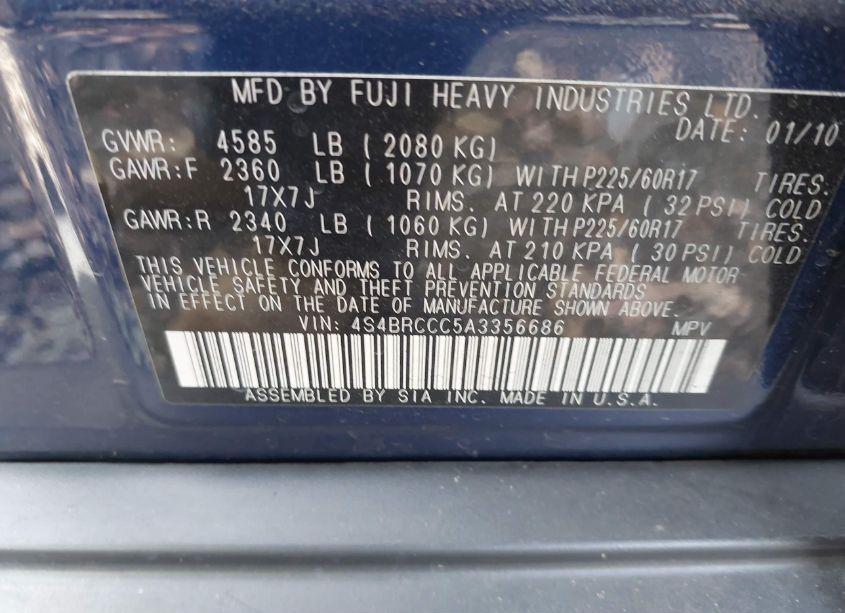 MFD BY FUJI HEAVY INDUSTRIES LTD.
DATE: 01/10
GVWR: 4585 LB ( 2080 KG)
GAWR:F 2360 LB ( 1070 KG) WITH P225/60R17 TIRES.
17X7J RIMS. AT 220 KPA ( 32 PSI) COLD
GAWR:R 2340 LB ( 1060 KG) WITH P225/60R17 TIRES.
17X7J RIMS. AT 210 KPA ( 30 PSI) COLD
THIS VEHICLE CONFORMS TO ALL APPLICABLE FEDERAL MOTOR
VEHICLE SAFETY AND THEFT PREVENTION STANDARDS
IN EFFECT ON THE DATE OF MANUFACTURE SHOWN ABOVE.
VIN: 4S4BRCCC5A3356686 MPV
ASSEMBLED BY SIA INC. MADE IN U.S.A.